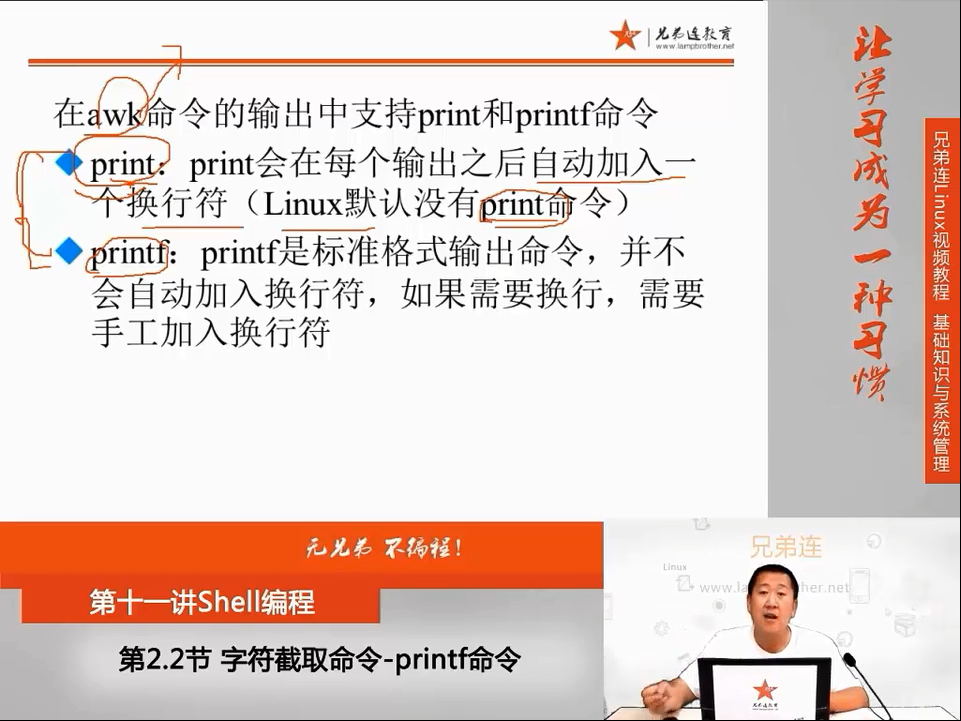 兄弟连教育
www.lampbrother.net
在awk命令的输出中支持print和printf命令
print：print会在每个输出之后自动加入一
个换行符（Linux默认没有print命令）
printf：printf是标准格式输出命令，并不
会自动加入换行符，如果需要换行，需要
手工加入换行符
让学习成为一种习惯
兄弟连Linux视频教程 基础知识与系统管理
无兄弟 不编程！
第十一讲Shell编程
第2.2节 字符截取命令-printf命令
兄弟连
Linux